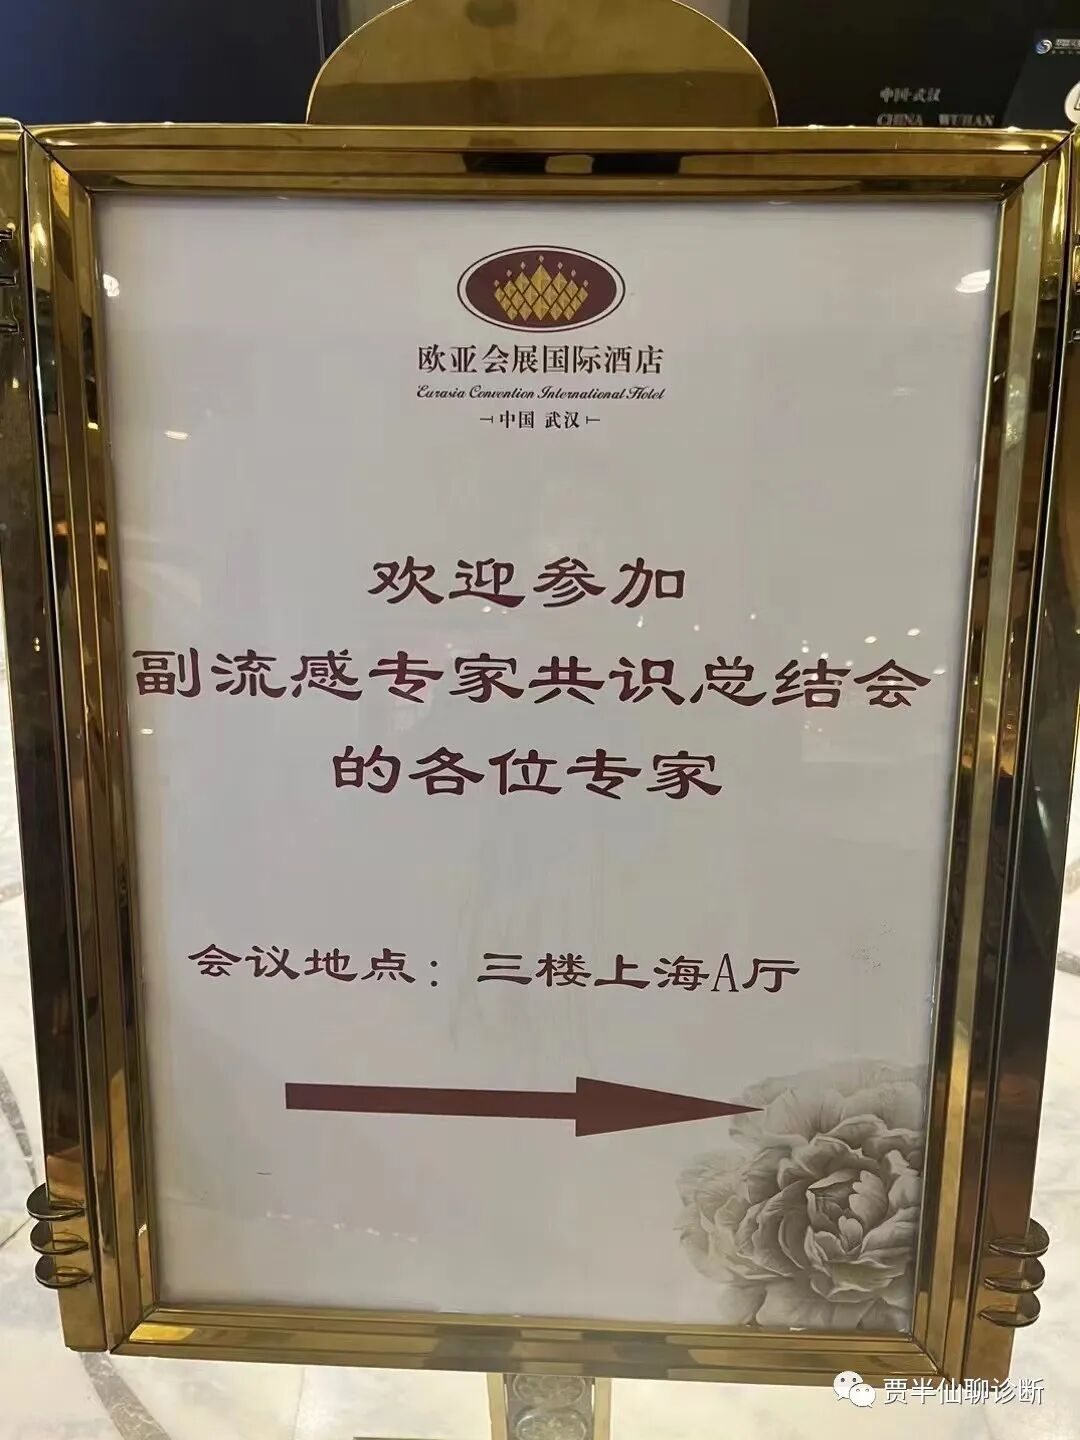 中国·武汉
CHINA WUHAN
欧亚会展国际酒店
Eurasia Convention International Hotel
中国 武汉
欢迎参加
副流感专家共识总结会
的各位专家
会议地点：三楼上海A厅
贾半仙聊诊断